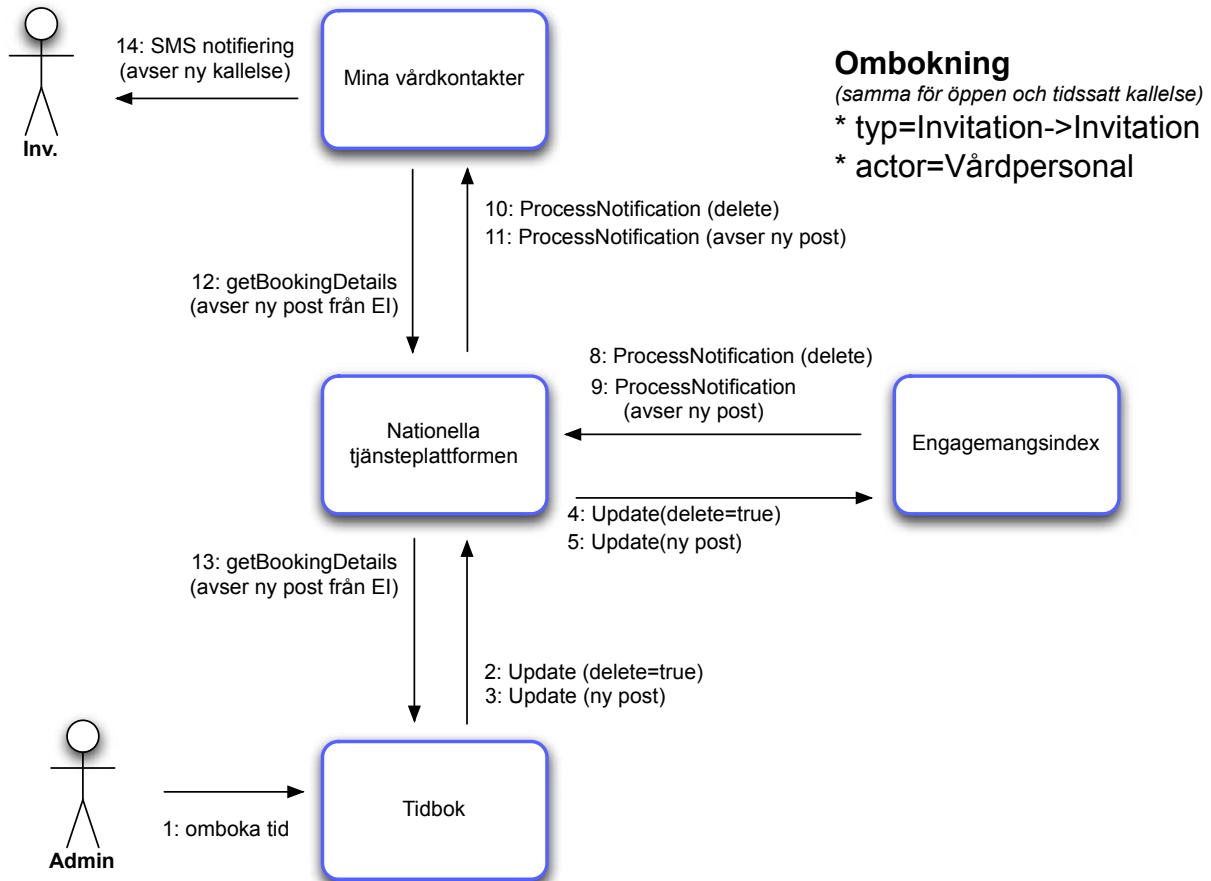 14: SMS notifiering
(avser ny kallelse)
Mina vårdkontakter
Ombokning
(samma för öppen och tidssatt kallelse)
* typ=Invitation->Invitation
* actor=Vårdpersonal
Inv.
10: ProcessNotification (delete)
11: ProcessNotification (avser ny post)
12: getBookingDetails
(avser ny post från EI)
8: ProcessNotification (delete)
9: ProcessNotification
(avser ny post)
Nationella
tjänsteplattformen
Engagemangsindex
4: Update(delete=true)
5: Update(ny post)
13: getBookingDetails
(avser ny post från EI)
2: Update (delete=true)
3: Update (ny post)
Tidbok
1: omboka tid
Admin